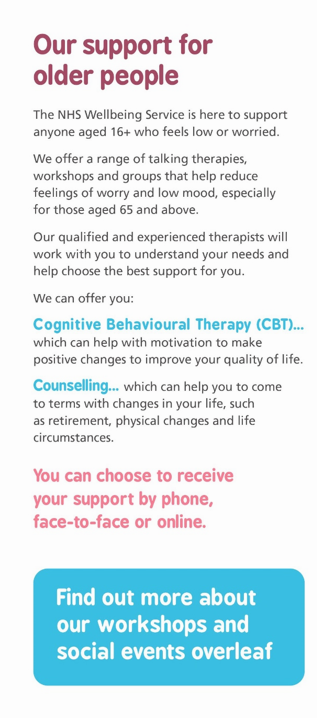 Our support for
older people
The NHS Wellbeing Service is here to support
anyone aged 16+ who feels low or worried.
We offer a range of talking therapies,
workshops and groups that help reduce
feelings of worry and low mood, especially
for those aged 65 and above.
Our qualified and experienced therapists will
work with you to understand your needs and
help choose the best support for you.
We can offer you:
Cognitive Behavioural Therapy (CBT)...
which can help with motivation to make
positive changes to improve your quality of life.
Counselling... which can help you to come
to terms with changes in your life, such
as retirement, physical changes and life
circumstances.
You can choose to receive
your support by phone,
face-to-face or online.
Find out more about
our workshops and
social events overleaf